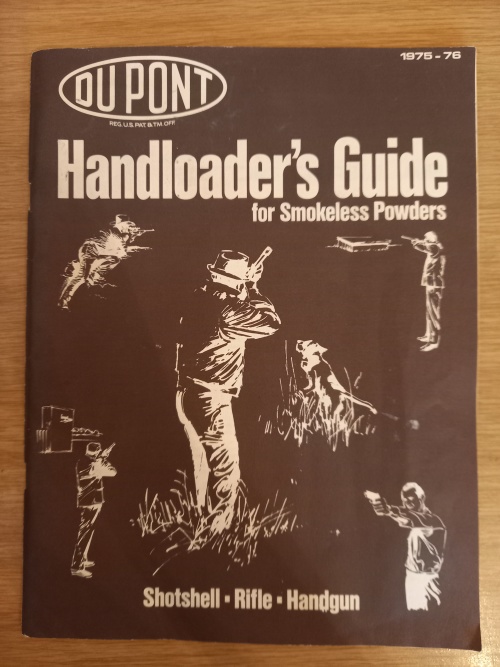 1975-76
DU PONT
REG. U.S. PAT. & TM. OFF.
Handloader's Guide
for Smokeless Powders
Shotshell ▪ Rifle ▪ Handgun